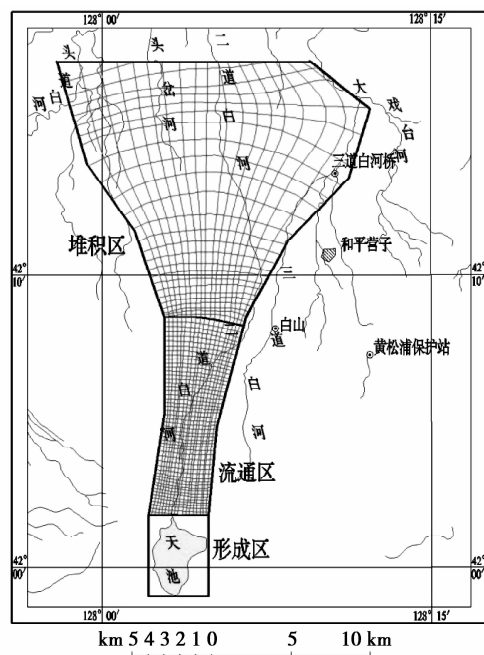 128° 00′
128° 15′
头道白河
头岔河
二道白河
大戏台河
三道白河桥
和平营子
堆积区
42° 10′
42° 10′
三道白河
白山
黄松浦保护站
二道白河
流通区
形成区
天池
42° 00′
42° 00′
128° 00′
128° 15′
km 5 4 3 2 1 0 5 10 km